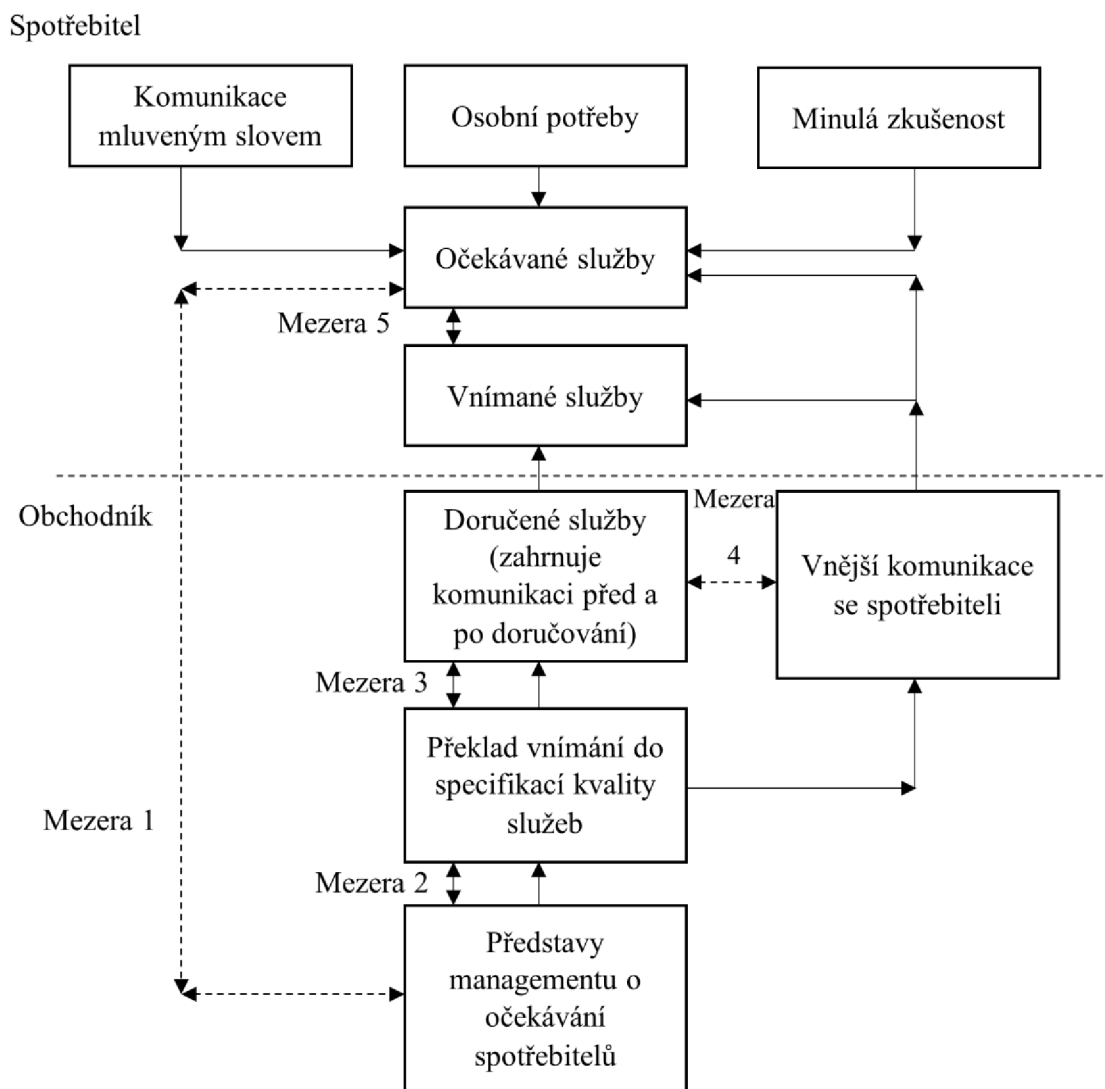 Spotřebitel
Komunikace
mluveným slovem
Osobní potřeby
Minulá zkušenost
Očekávané služby
Mezera 5
Vnímané služby
Obchodník
Doručené služby
(zahrnuje
komunikaci před a
po doručování)
Mezera
4
Vnější komunikace
se spotřebiteli
Mezera 3
Překlad vnímání do
specifikací kvality
služeb
Mezera 1
Mezera 2
Představy
managementu o
očekávání
spotřebitelů